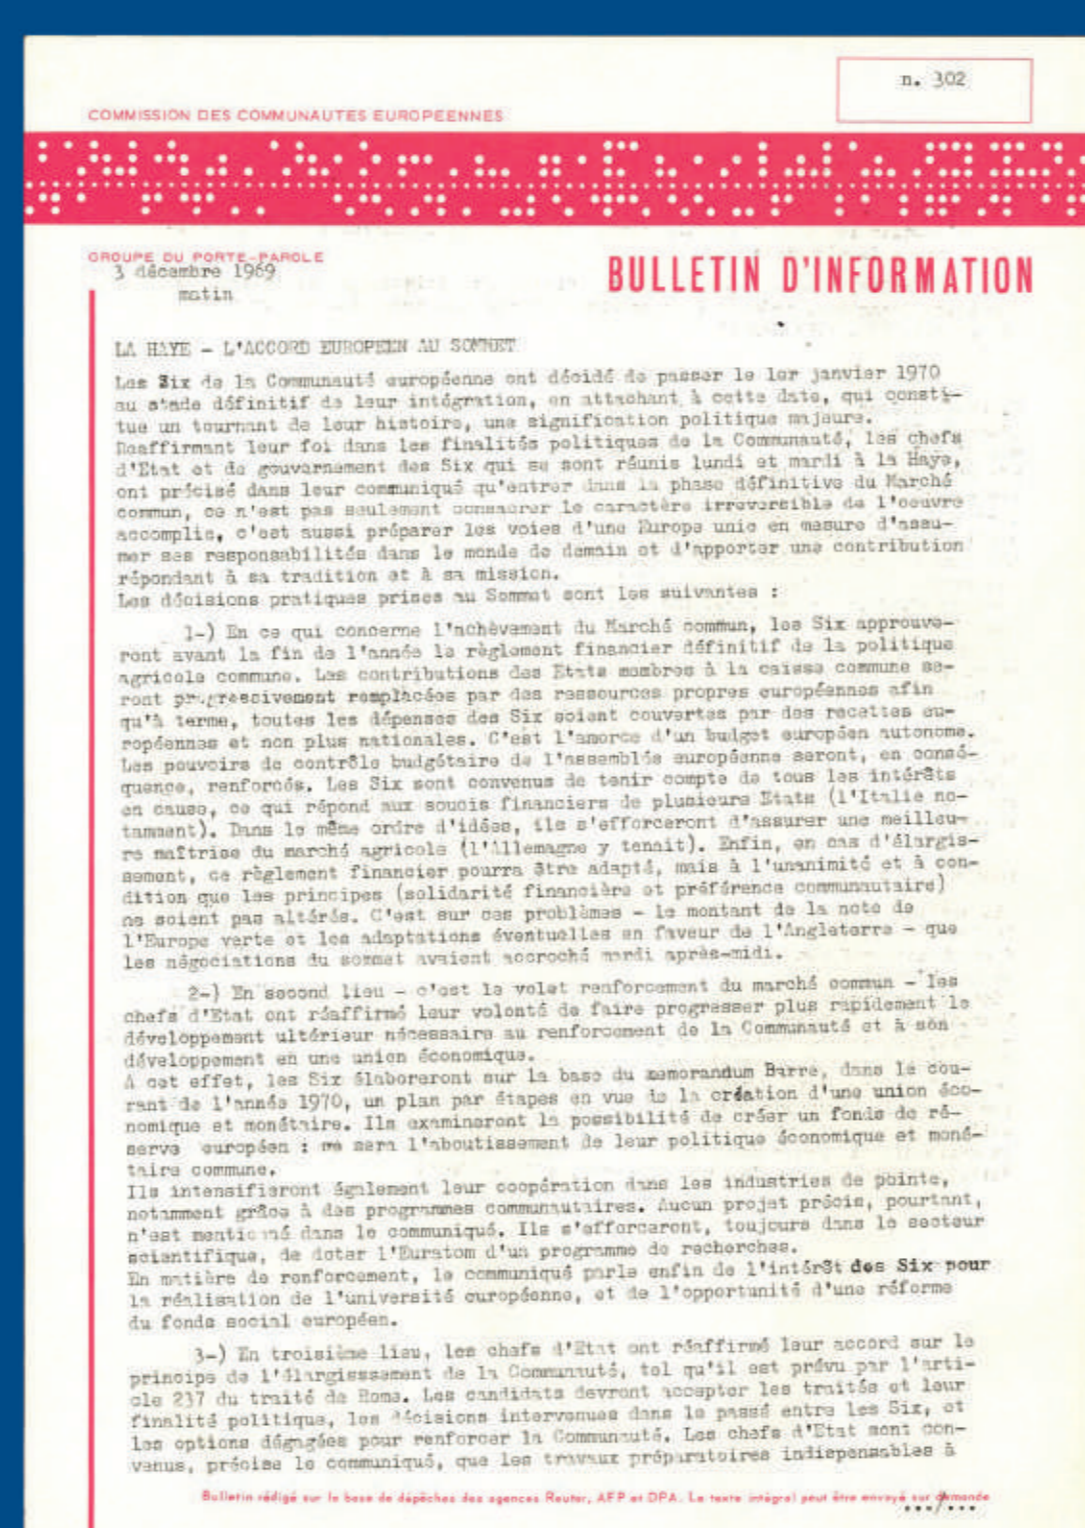 n. 302
COMMISSION DES COMMUNAUTES EUROPEENNES
GROUPE DU PORTE-PAROLE
3 décembre 1969
matin
BULLETIN D'INFORMATION
LA HAYE - L'ACCORD EUROPEEN AU SOMMET
Les Six de la Communauté européenne ont décidé de passer le 1er janvier 1970
au stade définitif de leur intégration, en attachant à cette date, qui consti-
tue un tournant de leur histoire, une signification politique majeure.
Reaffirmant leur foi dans les finalités politiques de la Communauté, les chefs
d'Etat et de gouvernement des Six qui se sont réunis lundi et mardi à la Haye,
ont précisé dans leur communiqué qu'entrer dans la phase définitive du Marché
commun, ce n'est pas seulement consacrer le caractère irreversible de l'oeuvre
accomplie, c'est aussi préparer les voies d'une Europe unie en mesure d'assu-
mer ses responsabilités dans le monde de demain et d'apporter une contribution
répondant à sa tradition et à sa mission.
Les décisions pratiques prises au Sommet sont les suivantes :
1-) En ce qui concerne l'achèvement du Marché commun, les Six approuve-
ront avant la fin de l'année le règlement financier définitif de la politique
agricole commune. Les contributions des Etats membres à la caisse commune se-
ront progressivement remplacées par des ressources propres européennes afin
qu'à terme, toutes les dépenses des Six soient couvertes par des recettes eu-
ropéennes et non plus nationales. C'est l'amorce d'un budget européen autonome.
Les pouvoirs de contrôle budgétaire de l'assemblée européenne seront, en consé-
quence, renforcés. Les Six sont convenus de tenir compte de tous les intérêts
en cause, ce qui répond aux soucis financiers de plusieurs Etats (l'Italie no-
tamment). Dans le même ordre d'idées, ils s'efforceront d'assurer une meilleu-
re maîtrise du marché agricole (l'Allemagne y tenait). Enfin, en cas d'élargis-
sement, ce règlement financier pourra être adapté, mais à l'unanimité et à con-
dition que les principes (solidarité financière et préférence communautaire)
ne soient pas altérés. C'est sur ces problèmes - le montant de la note de
l'Europe verte et les adaptations éventuelles en faveur de l'Angleterre - que
les négociations du sommet avaient accroché mardi après-midi.
2-) En second lieu - c'est le volet renforcement du marché commun - les
chefs d'Etat ont réaffirmé leur volonté de faire progresser plus rapidement le
développement ultérieur nécessaire au renforcement de la Communauté et à son
développement en une union économique.
A cet effet, les Six élaboreront sur la base du memorandum Barre, dans le cou-
rant de l'année 1970, un plan par étapes en vue de la création d'une union éco-
nomique et monétaire. Ils examineront la possibilité de créer un fonds de ré-
serve européen : ce sera l'aboutissement de leur politique économique et moné-
taire commune.
Ils intensifieront également leur coopération dans les industries de pointe,
notamment grâce à des programmes communautaires. Aucun projet précis, pourtant,
n'est mentionné dans le communiqué. Ils s'efforceront, toujours dans le secteur
scientifique, de doter l'Euratom d'un programme de recherches.
En matière de renforcement, le communiqué parle enfin de l'intérêt des Six pour
la réalisation de l'université européenne, et de l'opportunité d'une réforme
du fonds social européen.
3-) En troisième lieu, les chefs d'Etat ont réaffirmé leur accord sur le
principe de l'élargisssement de la Communauté, tel qu'il est prévu par l'arti-
cle 237 du traité de Rome. Les candidats devront accepter les traités et leur
finalité politique, les décisions intervenues dans le passé entre les Six, et
les options dégagées pour renforcer la Communauté. Les chefs d'Etat sont con-
venus, précise le communiqué, que les travaux préparatoires indispensables à
Bulletin rédigé sur la base de dépêches des agences Reuter, AFP et DPA. Le texte intégral peut être envoyé sur demande
.../...